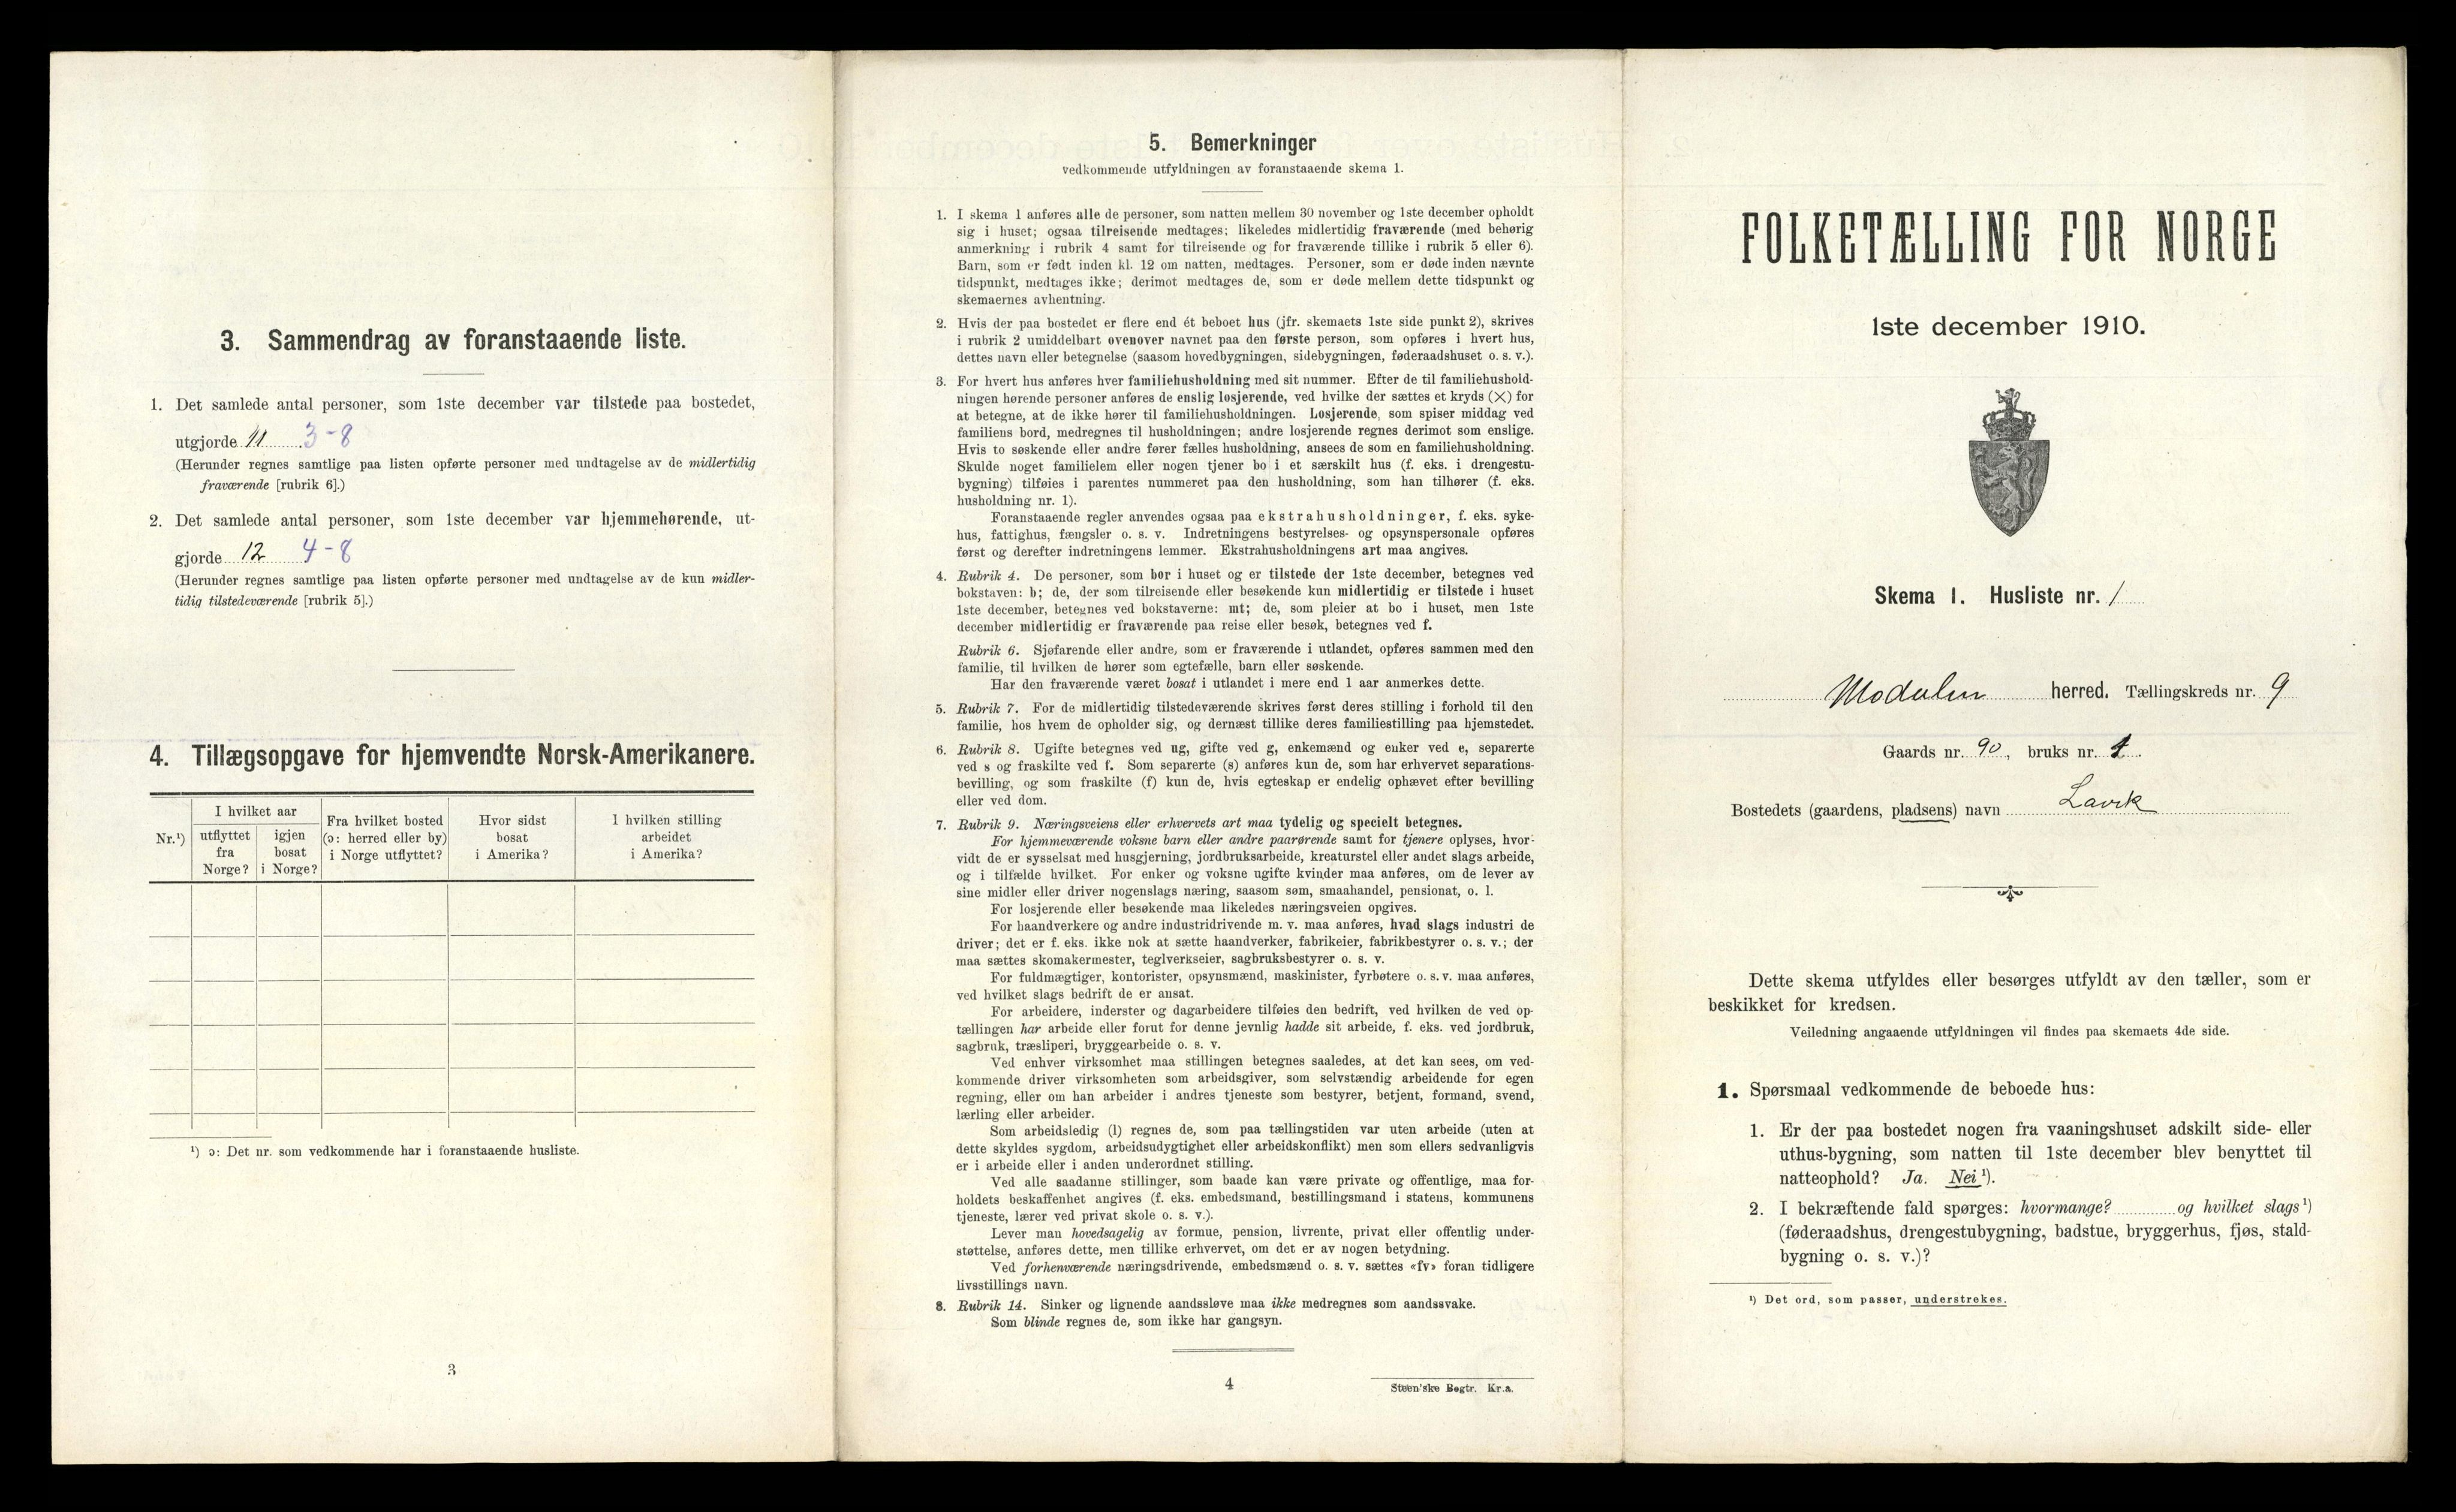 3. Sammendrag av foranstaaende liste.
1. Det samlede antal personer, som 1ste december var tilstede paa bostedet,
utgjorde 11 3-8
(Herunder regnes samtlige paa listen opførte personer med undtagelse av de midlertidig
fraværende [rubrik 6].)
2. Det samlede antal personer, som 1ste december var hjemmehørende, ut-
gjorde 12 4-8
(Herunder regnes samtlige paa listen opførte personer med undtagelse av de kun midler-
tidig tilstedeværende [rubrik 5].)
4. Tillægsopgave for hjemvendte Norsk-Amerikanere.
Nr.¹)
I hvilket aar
utflyttet fra Norge?
igjen bosat i Norge?
Fra hvilket bosted (ɔ: herred eller by) i Norge utflyttet?
Hvor sidst bosat i Amerika?
I hvilken stilling arbeidet i Amerika?
¹) ɔ: Det nr. som vedkommende har i foranstaaende husliste.
3
5. Bemerkninger
vedkommende utfyldningen av foranstaaende skema 1.
1. I skema 1 anføres alle de personer, som natten mellem 30 november og 1ste december opholdt
sig i huset; ogsaa tilreisende medtages; likeledes midlertidig fraværende (med behørig
anmerkning i rubrik 4 samt for tilreisende og for fraværende tillike i rubrik 5 eller 6).
Barn, som er født inden kl. 12 om natten, medtages. Personer, som er døde inden nævnte
tidspunkt, medtages ikke; derimot medtages de, som er døde mellem dette tidspunkt og
skemaernes avhentning.
2. Hvis der paa bostedet er flere end ét beboet hus (jfr. skemaets 1ste side punkt 2), skrives
i rubrik 2 umiddelbart ovenover navnet paa den første person, som opføres i hvert hus,
dettes navn eller betegnelse (saasom hovedbygningen, sidebygningen, føderaadshuset o. s. v.).
3. For hvert hus anføres hver familiehusholdning med sit nummer. Efter de til familiehushold-
ningen hørende personer anføres de enslig losjerende, ved hvilke der sættes et kryds (×) for
at betegne, at de ikke hører til familiehusholdningen. Losjerende, som spiser middag ved
familiens bord, medregnes til husholdningen; andre losjerende regnes derimot som enslige.
Hvis to søskende eller andre fører fælles husholdning, ansees de som en familiehusholdning.
Skulde noget familielem eller nogen tjener bo i et særskilt hus (f. eks. i drengestu-
bygning) tilføies i parentes nummeret paa den husholdning, som han tilhører (f. eks.
husholdning nr. 1).
Foranstaaende regler anvendes ogsaa paa ekstrahusholdninger, f. eks. syke-
hus, fattighus, fængsler o. s. v. Indretningens bestyrelses- og opsynspersonale opføres
først og derefter indretningens lemmer. Ekstrahusholdningens art maa angives.
4. Rubrik 4. De personer, som bor i huset og er tilstede der 1ste december, betegnes ved
bokstaven: b; de, der som tilreisende eller besøkende kun midlertidig er tilstede i huset
1ste december, betegnes ved bokstaverne: mt; de, som pleier at bo i huset, men 1ste
december midlertidig er fraværende paa reise eller besøk, betegnes ved f.
Rubrik 6. Sjøfarende eller andre, som er fraværende i utlandet, opføres sammen med den
familie, til hvilken de hører som egtefælle, barn eller søskende.
Har den fraværende været bosat i utlandet i mere end 1 aar anmerkes dette.
5. Rubrik 7. For de midlertidig tilstedeværende skrives først deres stilling i forhold til den
familie, hos hvem de opholder sig, og dernæst tillike deres familiestilling paa hjemstedet.
6. Rubrik 8. Ugifte betegnes ved ug, gifte ved g, enkemænd og enker ved e, separerte
ved s og fraskilte ved f. Som separerte (s) anføres kun de, som har erhvervet separations-
bevilling, og som fraskilte (f) kun de, hvis egteskap er endelig ophævet efter bevilling
eller ved dom.
7. Rubrik 9. Næringsveiens eller erhvervets art maa tydelig og specielt betegnes.
For hjemmeværende voksne barn eller andre paarørende samt for tjenere oplyses, hvor-
vidt de er sysselsat med husgjerning, jordbruksarbeide, kreaturstel eller andet slags arbeide,
og i tilfælde hvilket. For enker og voksne ugifte kvinder maa anføres, om de lever av
sine midler eller driver nogenslags næring, saasom søm, smaahandel, pensionat, o. l.
For losjerende eller besøkende maa likeledes næringsveien opgives.
For haandverkere og andre industridrivende m. v. maa anføres, hvad slags industri de
driver; det er f. eks. ikke nok at sætte haandverker, fabrikeier, fabrikbestyrer o. s. v.; der
maa sættes skomakermester, teglverkseier, sagbruksbestyrer o. s. v.
For fuldmægtiger, kontorister, opsynsmænd, maskinister, fyrbøtere o. s. v. maa anføres,
ved hvilket slags bedrift de er ansat.
For arbeidere, inderster og dagarbeidere tilføies den bedrift, ved hvilken de ved op-
tællingen har arbeide eller forut for denne jevnlig hadde sit arbeide, f. eks. ved jordbruk,
sagbruk, træsliperi, bryggearbeide o. s. v.
Ved enhver virksomhet maa stillingen betegnes saaledes, at det kan sees, om ved-
kommende driver virksomheten som arbeidsgiver, som selvstændig arbeidende for egen
regning, eller om han arbeider i andres tjeneste som bestyrer, betjent, formand, svend,
lærling eller arbeider.
Som arbeidsledig (l) regnes de, som paa tællingstiden var uten arbeide (uten at
dette skyldes sygdom, arbeidsudygtighet eller arbeidskonflikt) men som ellers sedvanligvis
er i arbeide eller i anden underordnet stilling.
Ved alle saadanne stillinger, som baade kan være private og offentlige, maa for-
holdets beskaffenhet angives (f. eks. embedsmand, bestillingsmand i statens, kommunens
tjeneste, lærer ved privat skole o. s. v.).
Lever man hovedsagelig av formue, pension, livrente, privat eller offentlig under-
støttelse, anføres dette, men tillike erhvervet, om det er av nogen betydning.
Ved forhenværende næringsdrivende, embedsmænd o. s. v. sættes «fv» foran tidligere
livsstillings navn.
8. Rubrik 14. Sinker og lignende aandssløve maa ikke medregnes som aandssvake.
Som blinde regnes de, som ikke har gangsyn.
4
Steen'ske Bogtr. Kr.a.
FOLKETÆLLING FOR NORGE
1ste december 1910.
Skema 1. Husliste nr. 1
Modalen herred. Tællingskreds nr. 9
Gaards nr. 90, bruks nr. 1.
Bostedets (gaardens, pladsens) navn Lavik
Dette skema utfyldes eller besørges utfyldt av den tæller, som er
beskikket for kredsen.
Veiledning angaaende utfyldningen vil findes paa skemaets 4de side.
1. Spørsmaal vedkommende de beboede hus:
1. Er der paa bostedet nogen fra vaaningshuset adskilt side- eller
uthus-bygning, som natten til 1ste december blev benyttet til
natteophold? Ja. Nei ¹).
2. I bekræftende fald spørges: hvormange? og hvilket slags ¹)
(føderaadshus, drengestubygning, badstue, bryggerhus, fjøs, stald-
bygning o. s. v.)?
¹) Det ord, som passer, understrekes.